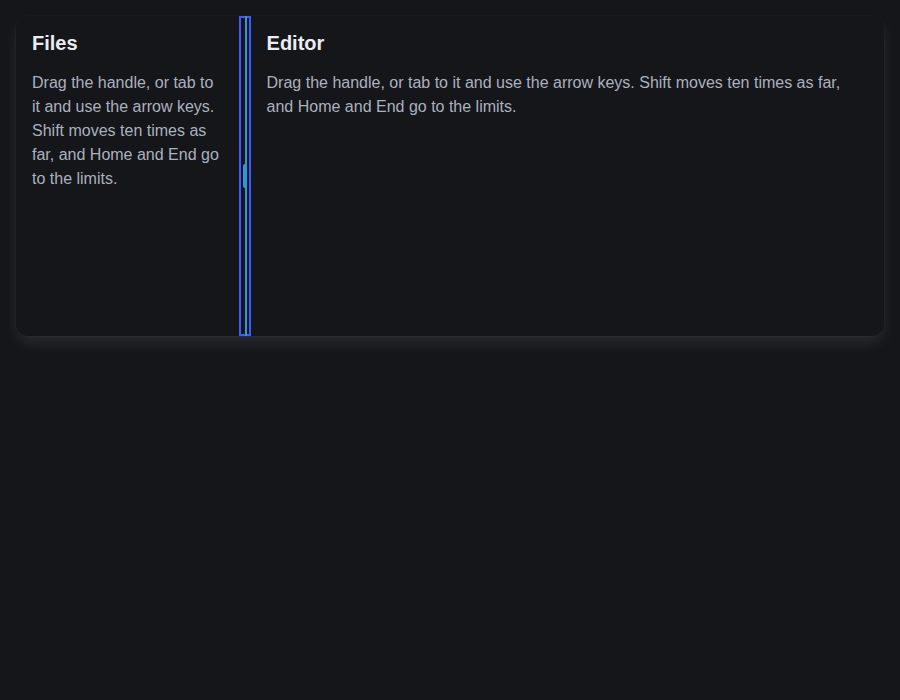 Files
Drag the handle, or tab to
it and use the arrow keys.
Shift moves ten times as
far, and Home and End go
to the limits.
Editor
Drag the handle, or tab to it and use the arrow keys. Shift moves ten times as far,
and Home and End go to the limits.